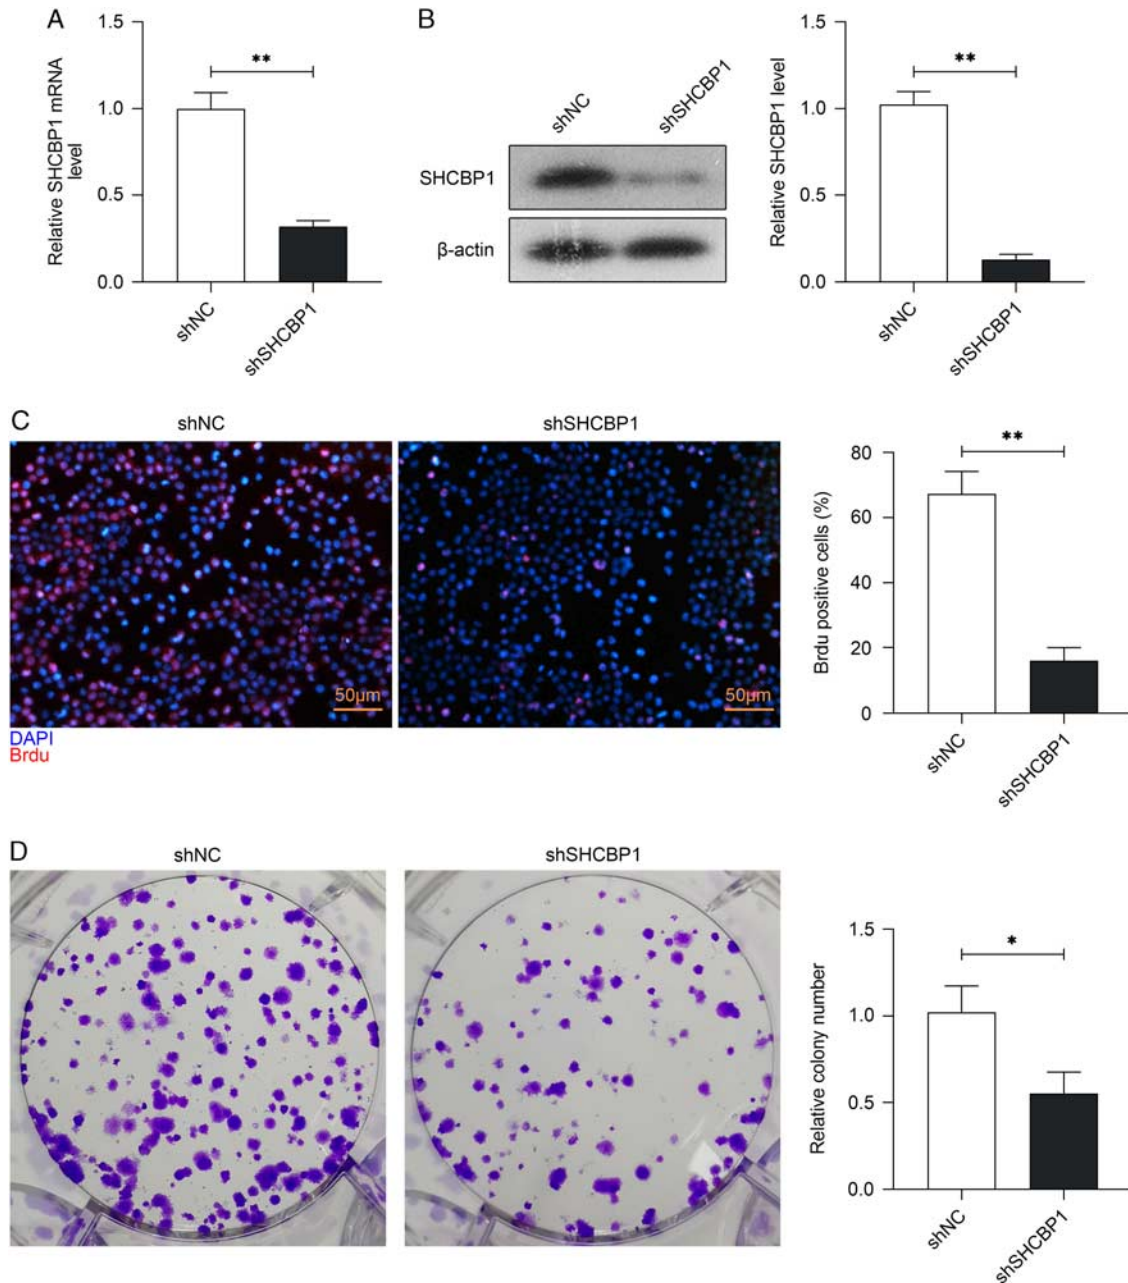 A
Relative SHCBP1 mRNA
level
1.5
1.0
0.5
0.0
**
shNC
shSHCBP1
B
shNC
shSHCBP1
SHCBP1
β-actin
Relative SHCBP1 level
1.5
1.0
0.5
0.0
**
shNC
shSHCBP1
C
shNC
shSHCBP1
50µm
50µm
DAPI
Brdu
Brdu positive cells (%)
80
60
40
20
0
**
shNC
shSHCBP1
D
shNC
shSHCBP1
Relative colony number
1.5
1.0
0.5
0.0
*
shNC
shSHCBP1